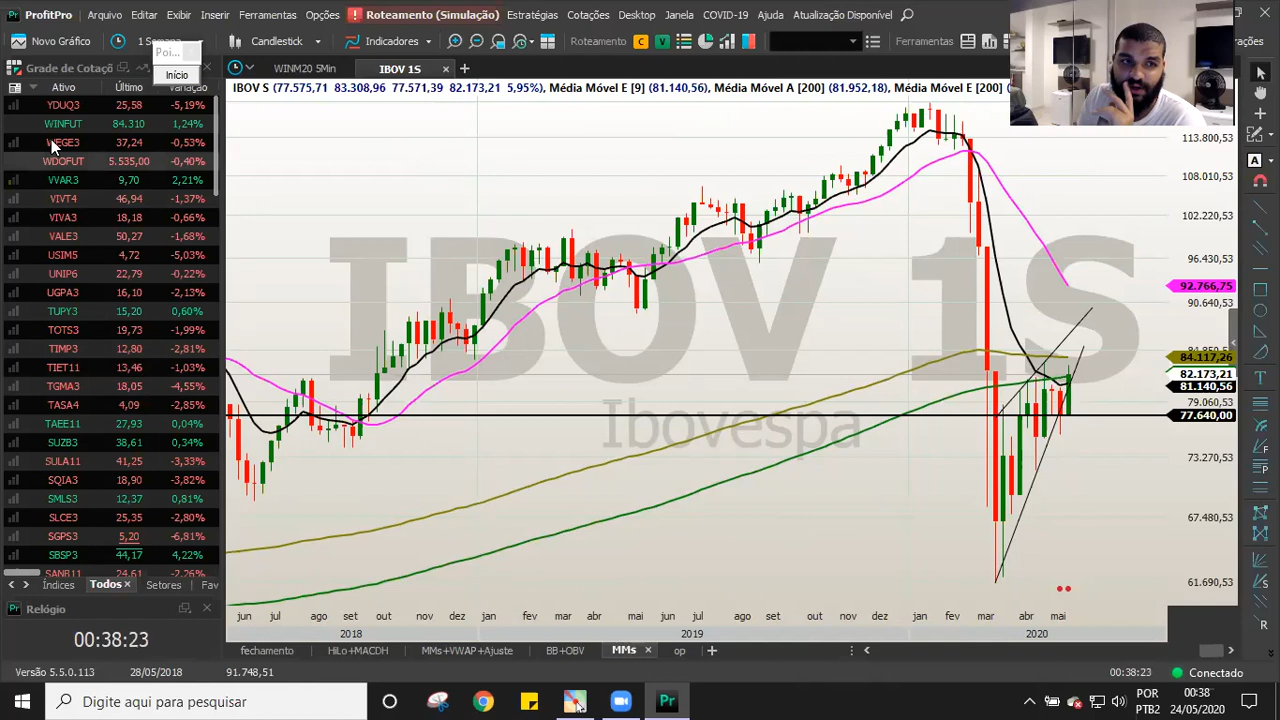 ProfitPro Arquivo Editar Exibir Inserir Ferramentas Opções Roteamento (Simulação) Estratégias Cotações Desktop Janela COVID-19 Ajuda Atualização Disponível
Novo Gráfico 1 Semana Candlestick Indicadores Roteamento C V Ferramentas
Poi...
Início
Grade de Cotaçõ
WINM20 5Min IBOV 1S
Ativo Último Variação
IBOV S (77.575,71 83.308,96 77.571,39 82.173,21 5,95%) Média Móvel E [9] (81.140,56) Média Móvel A [200] (81.952,18) Média Móvel E [200]
YDUQ3 25,58 -5,19%
WINFUT 84.310 1,24%
WEGE3 37,24 -0,53%
WDOFUT 5.535,00 -0,40%
VVAR3 9,70 2,21%
VIVT4 46,94 -1,37%
VIVA3 18,18 -0,66%
VALE3 50,27 -1,68%
USIM5 4,72 -5,03%
UNIP6 22,79 -0,22%
UGPA3 16,10 -2,13%
TUPY3 15,20 0,60%
TOTS3 19,73 -1,99%
TIMP3 12,80 -2,81%
TIET11 13,46 -1,03%
TGMA3 18,05 -4,55%
TASA4 4,09 -2,85%
TAEE11 27,93 0,04%
SUZB3 38,61 0,34%
SULA11 41,25 -3,33%
SQIA3 18,90 -3,82%
SMLS3 12,37 0,81%
SLCE3 25,35 -2,80%
SGPS3 5,20 -6,81%
SBSP3 44,17 4,22%
SANB11 24,61 -2,26%
IBOV 1S
Ibovespa
113.800,53
108.010,53
102.220,53
96.430,53
92.766,75
90.640,53
84.117,26
82.173,21
81.140,56
79.060,53
77.640,00
73.270,53
67.480,53
61.690,53
jun jul ago set out nov dez jan fev mar abr mai jun jul ago set out nov dez jan fev mar abr mai
2018 2019 2020
Índices Todos Setores Fav
Relógio
00:38:23
fechamento HiLo+MACDH MMs+VWAP+Ajuste BB+OBV MMs op
Versão 5.5.0.113 28/05/2018 91.748,51 00:38:23 Conectado
Digite aqui para pesquisar
Pr
POR
PTB2
00:38
24/05/2020